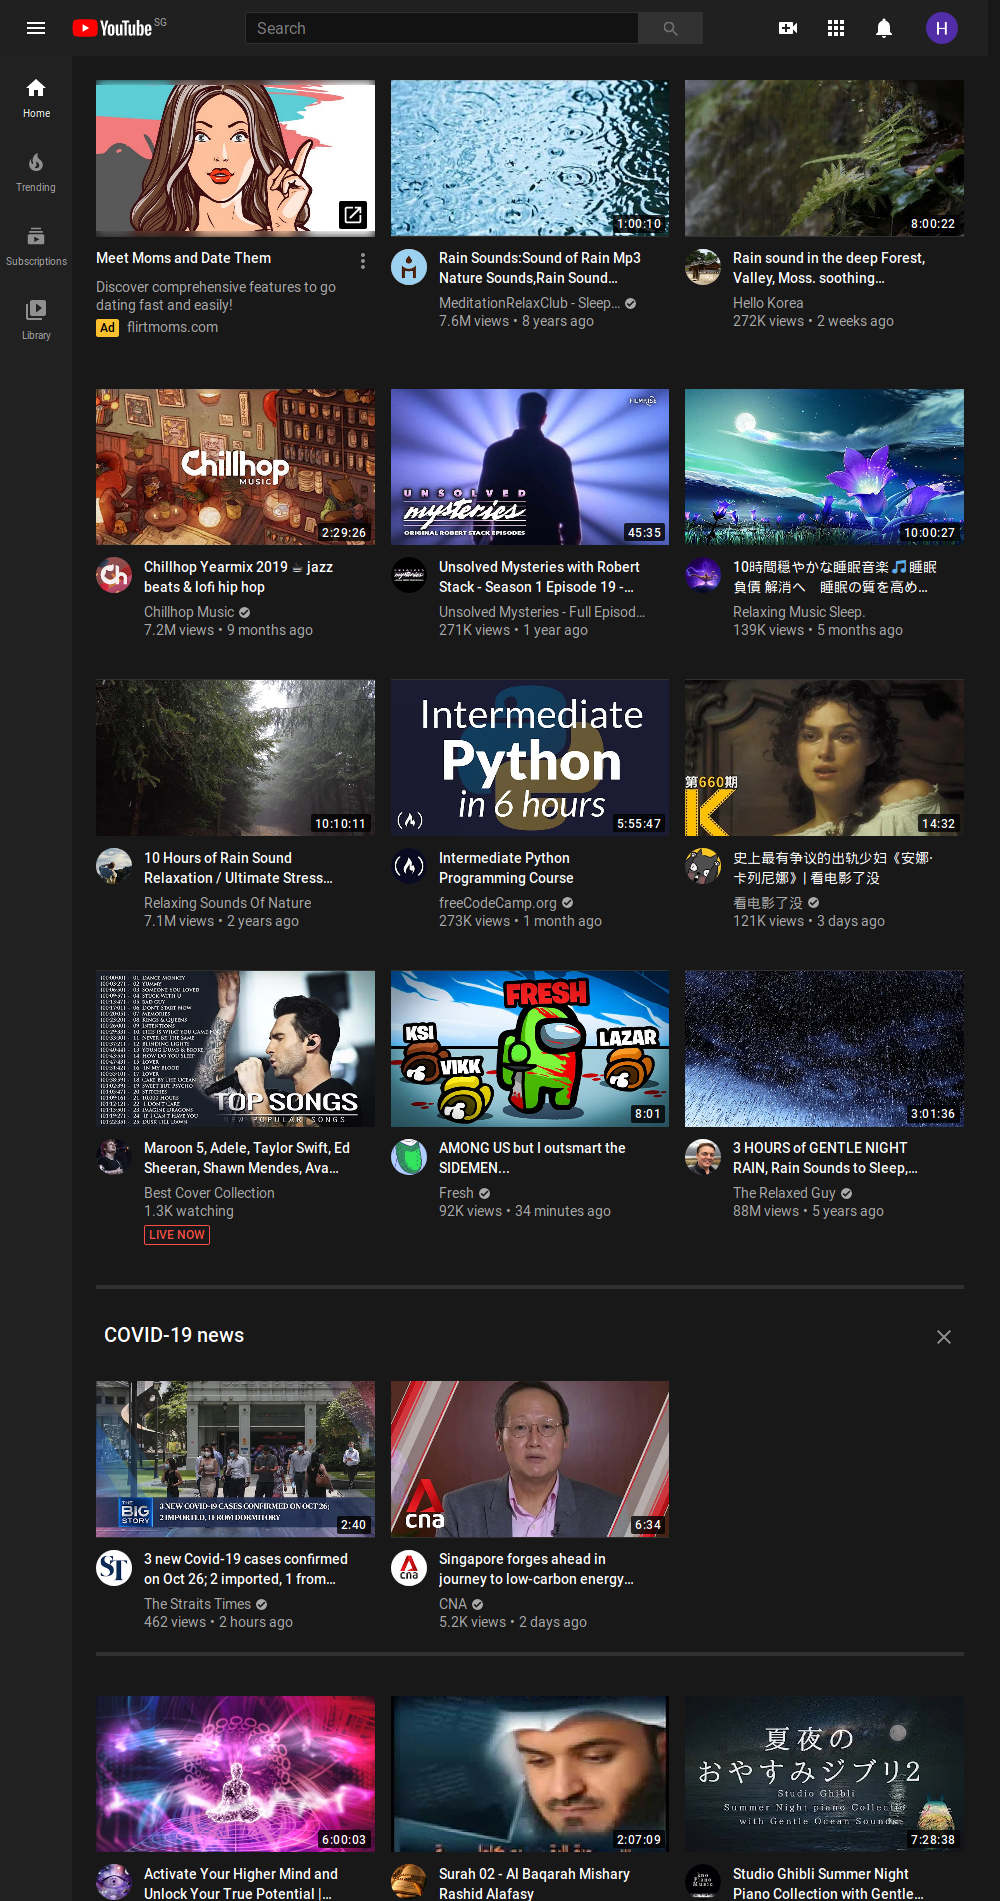 YouTube SG
Search
H
Home
Trending
Subscriptions
Library
Meet Moms and Date Them
Discover comprehensive features to go
dating fast and easily!
Ad flirtmoms.com
1:00:10
Rain Sounds:Sound of Rain Mp3
Nature Sounds,Rain Sound...
MeditationRelaxClub - Sleep...
7.6M views • 8 years ago
8:00:22
Rain sound in the deep Forest,
Valley, Moss. soothing...
Hello Korea
272K views • 2 weeks ago
Chillhop
MUSIC
2:29:26
Chillhop Yearmix 2019 ☕ jazz
beats & lofi hip hop
Chillhop Music
7.2M views • 9 months ago
FILMRISE
UNSOLVED
mysteries
ORIGINAL ROBERT STACK EPISODES
45:35
Unsolved Mysteries with Robert
Stack - Season 1 Episode 19 -...
Unsolved Mysteries - Full Episod...
271K views • 1 year ago
10:00:27
10時間穏やかな睡眠音楽🎵睡眠
負債 解消へ　睡眠の質を高め...
Relaxing Music Sleep.
139K views • 5 months ago
10:10:11
10 Hours of Rain Sound
Relaxation / Ultimate Stress...
Relaxing Sounds Of Nature
7.1M views • 2 years ago
Intermediate
Python
in 6 hours
5:55:47
Intermediate Python
Programming Course
freeCodeCamp.org
273K views • 1 month ago
第660期
K
14:32
史上最有争议的出轨少妇《安娜·
卡列尼娜》| 看电影了没
看电影了没
121K views • 3 days ago
TOP SONGS
NEW POPULAR SONGS
Maroon 5, Adele, Taylor Swift, Ed
Sheeran, Shawn Mendes, Ava...
Best Cover Collection
1.3K watching
LIVE NOW
FRESH
KSI
VIKK
LAZAR
8:01
AMONG US but I outsmart the
SIDEMEN...
Fresh
92K views • 34 minutes ago
3:01:36
3 HOURS of GENTLE NIGHT
RAIN, Rain Sounds to Sleep,...
The Relaxed Guy
88M views • 5 years ago
COVID-19 news
THE BIG STORY
3 NEW COVID-19 CASES CONFIRMED ON OCT 26;
2 IMPORTED, 1 FROM DORMITORY
2:40
ST
3 new Covid-19 cases confirmed
on Oct 26; 2 imported, 1 from...
The Straits Times
462 views • 2 hours ago
cna
6:34
cna
Singapore forges ahead in
journey to low-carbon energy...
CNA
5.2K views • 2 days ago
6:00:03
Activate Your Higher Mind and
Unlock Your True Potential |...
2:07:09
Surah 02 - Al Baqarah Mishary
Rashid Alafasy
夏夜の
おやすみジブリ2
Studio Ghibli
Summer Night piano Collectio
with Gentle Ocean Sounds
7:28:38
Studio Ghibli Summer Night
Piano Collection with Gentle...